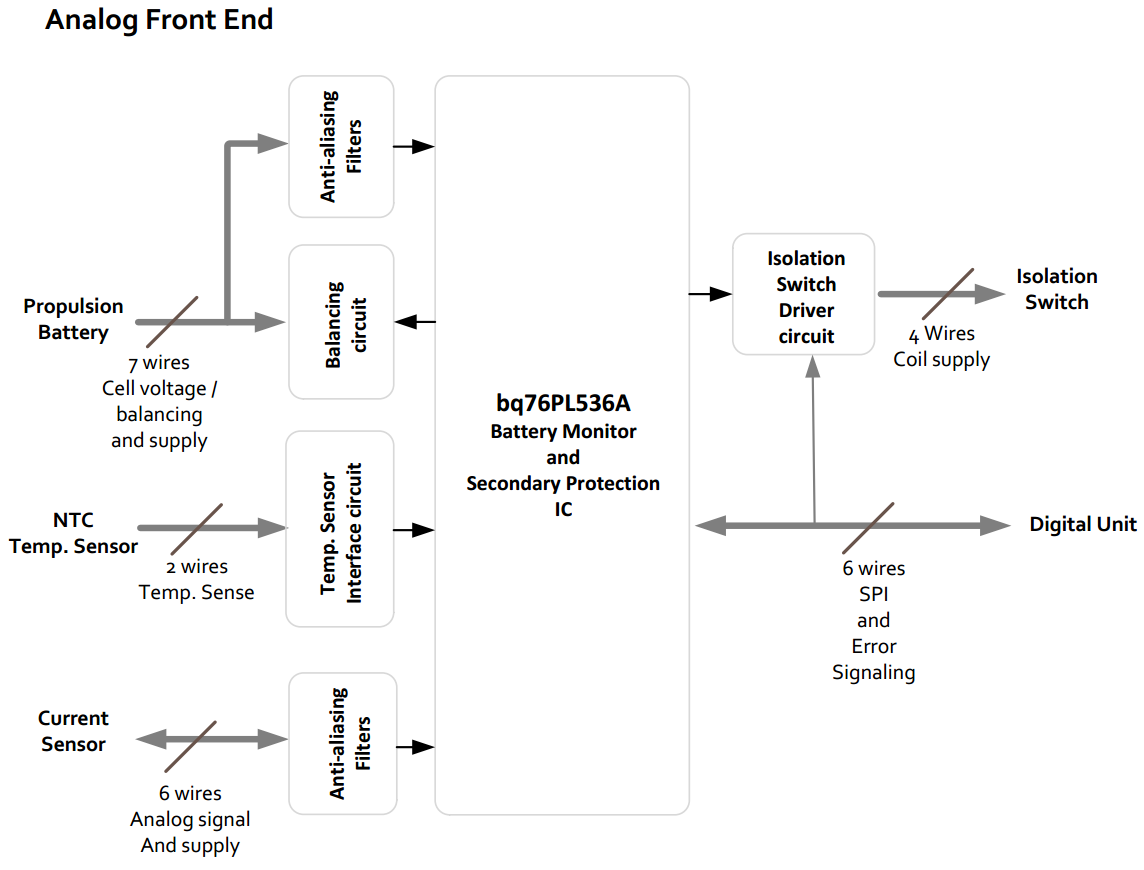 Analog Front End
Anti-aliasing
Filters
Propulsion
Battery
7 wires
Cell voltage /
balancing
and supply
Balancing
circuit
NTC
Temp. Sensor
2 wires
Temp. Sense
Temp. Sensor
Interface circuit
Current
Sensor
6 wires
Analog signal
And supply
Anti-aliasing
Filters
bq76PL536A
Battery Monitor
and
Secondary Protection
IC
Isolation
Switch
Driver
circuit
Isolation
Switch
4 Wires
Coil supply
Digital Unit
6 wires
SPI
and
Error
Signaling